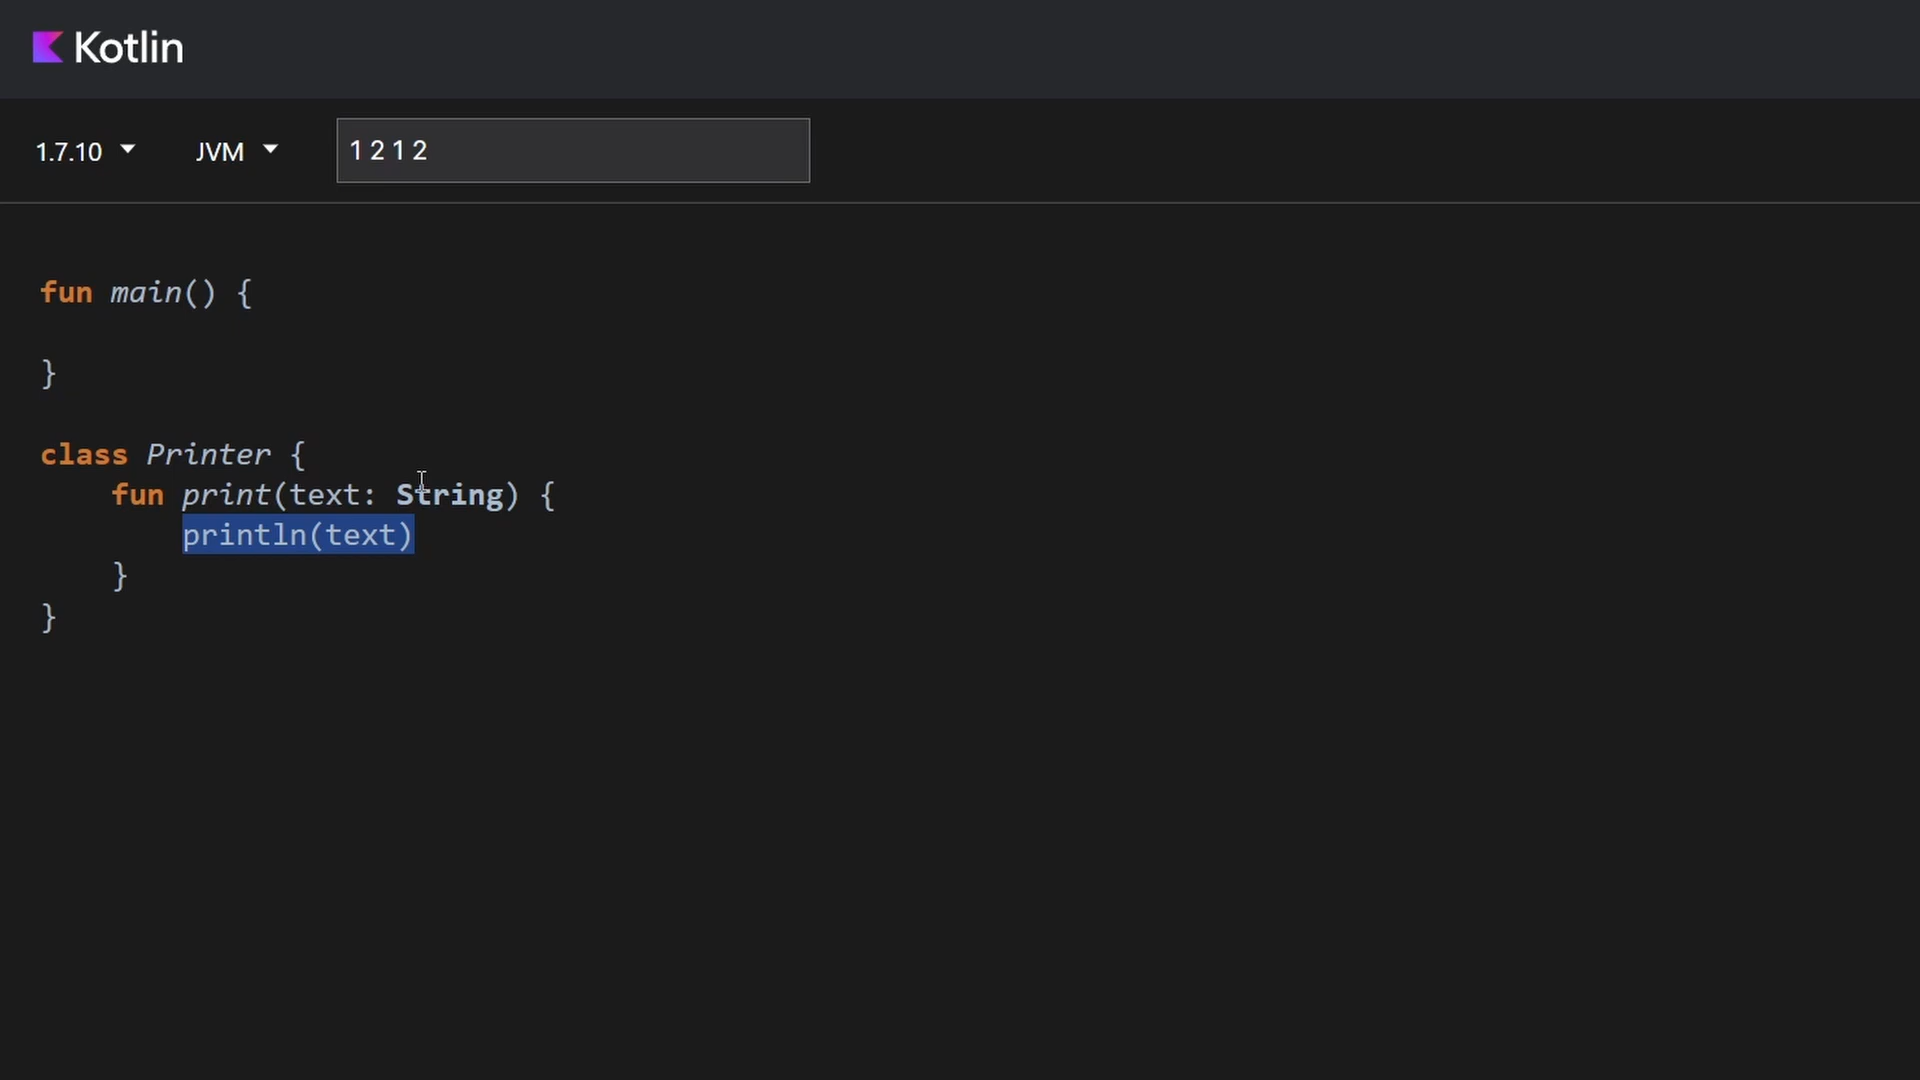 Kotlin
1.7.10 JVM 1 2 1 2
fun main() {
}
class Printer {
fun print(text: String) {
println(text)
}
}